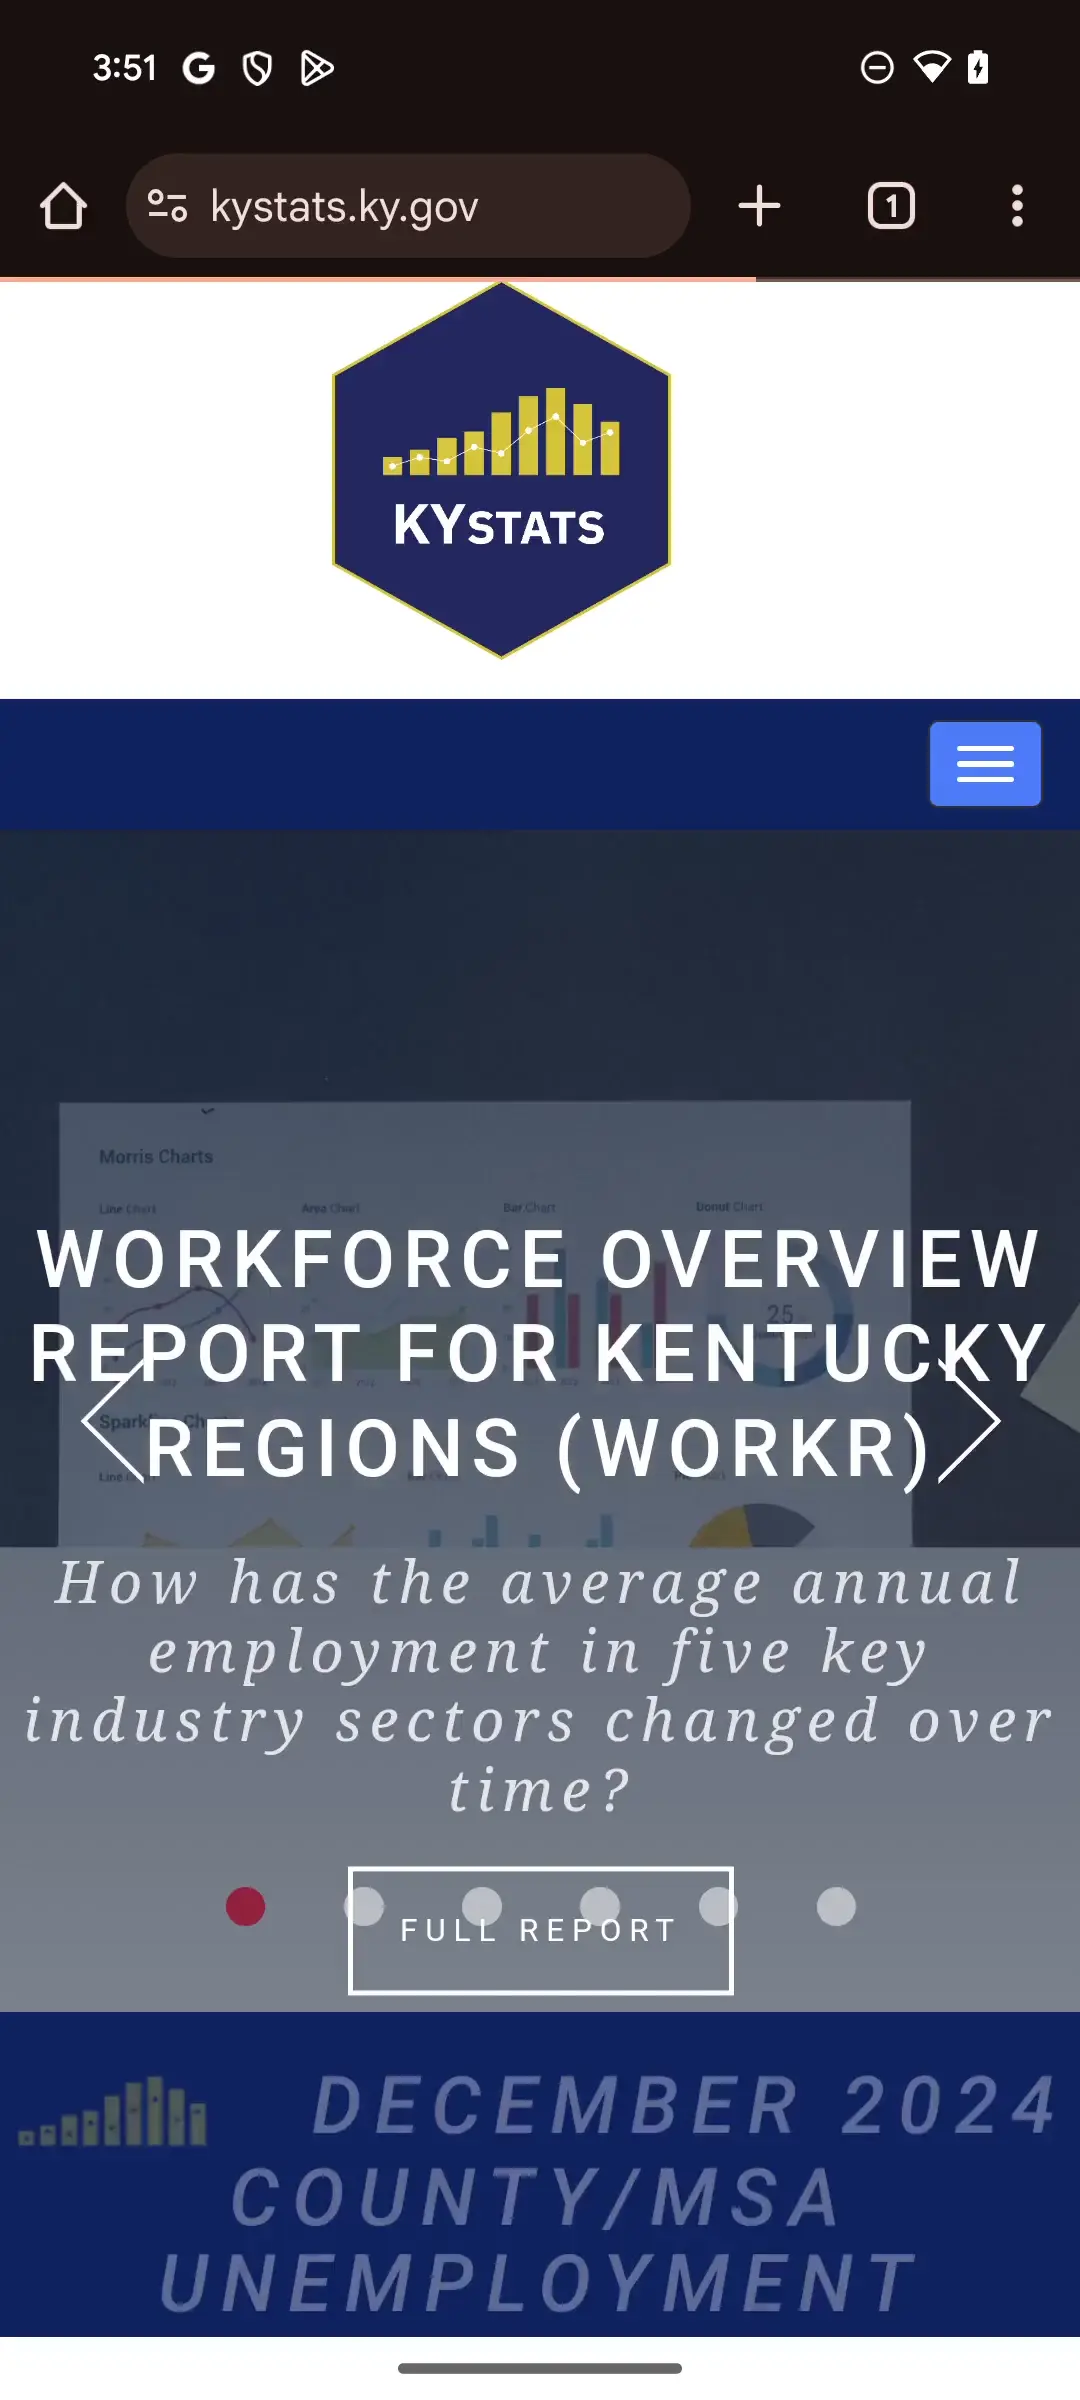 3:51
kystats.ky.gov
1
KYSTATS
Morris Charts
Line Chart
Area Chart
Bar Chart
Donut Chart
25
WORKFORCE OVERVIEW
REPORT FOR KENTUCKY
REGIONS (WORKR)
How has the average annual
employment in five key
industry sectors changed over
time?
FULL REPORT
DECEMBER 2024
COUNTY/MSA
UNEMPLOYMENT